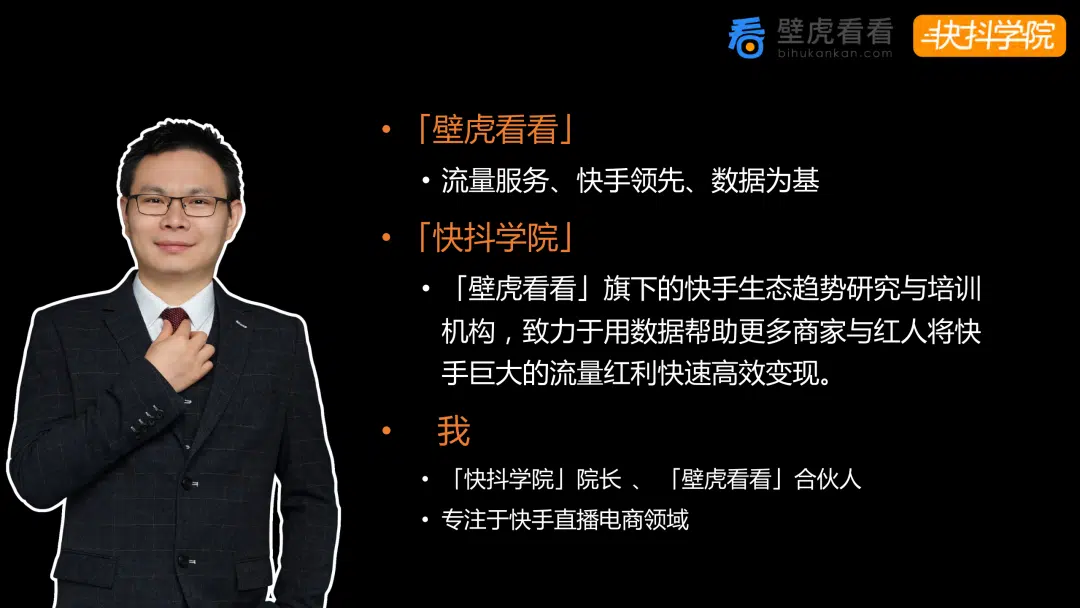 看 壁虎看看 快抖学院
bihukankan.com
• 「壁虎看看」
• 流量服务、快手领先、数据为基
• 「快抖学院」
• 「壁虎看看」旗下的快手生态趋势研究与培训
机构，致力于用数据帮助更多商家与红人将快
手巨大的流量红利快速高效变现。
• 我
• 「快抖学院」院长 、 「壁虎看看」合伙人
• 专注于快手直播电商领域